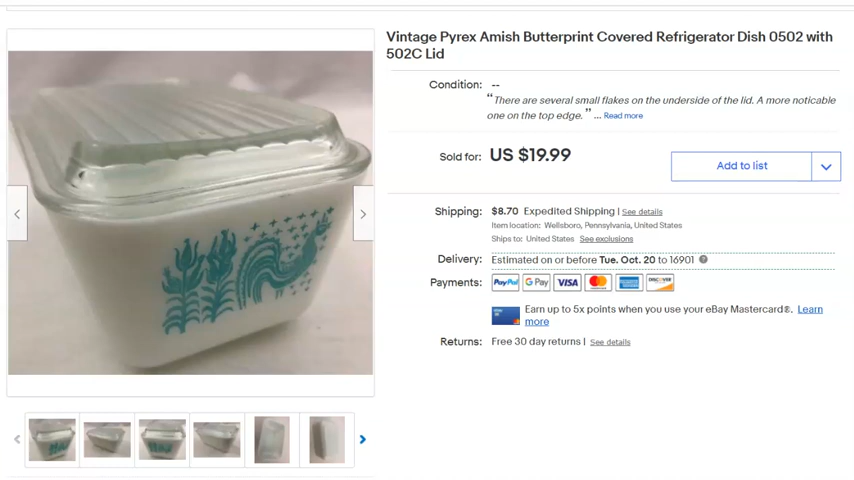 Vintage Pyrex Amish Butterprint Covered Refrigerator Dish 0502 with
502C Lid
Condition: --
“ There are several small flakes on the underside of the lid. A more noticable
one on the top edge. ” ... Read more
Sold for: US $19.99
Add to list
Shipping: $8.70 Expedited Shipping | See details
Item location: Wellsboro, Pennsylvania, United States
Ships to: United States See exclusions
Delivery: Estimated on or before Tue. Oct. 20 to 16901
Payments: PayPal G Pay VISA MasterCard AMERICAN EXPRESS DISCOVER
Earn up to 5x points when you use your eBay Mastercard®. Learn
more
Returns: Free 30 day returns | See details